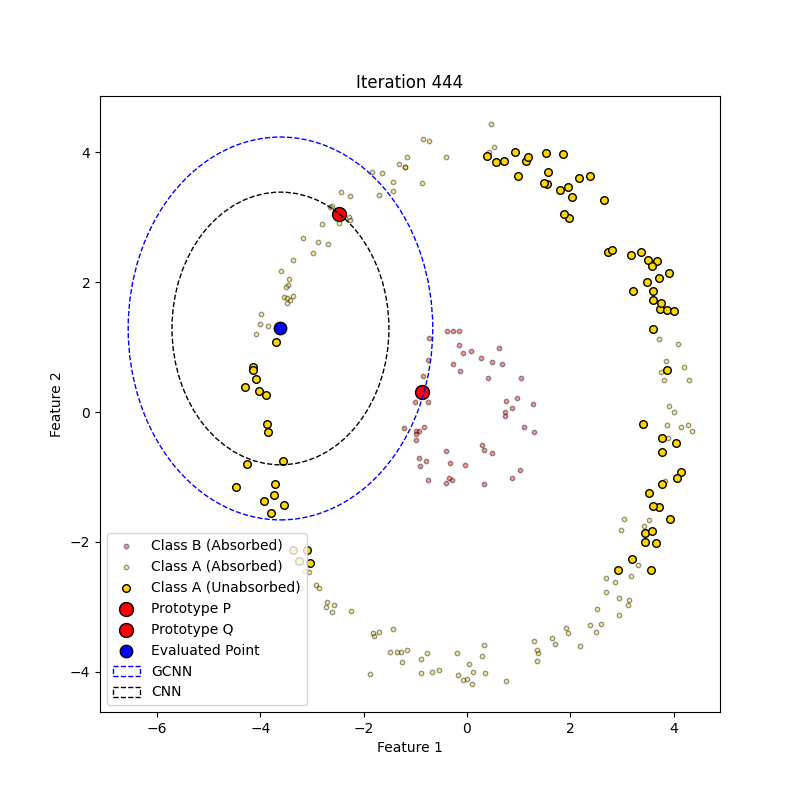 Iteration 444
Feature 2
4
2
0
−2
−4
Class B (Absorbed)
Class A (Absorbed)
Class A (Unabsorbed)
Prototype P
Prototype Q
Evaluated Point
GCNN
CNN
−6 −4 −2 0 2 4
Feature 1